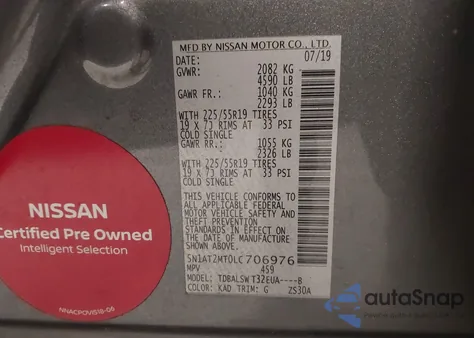 MFD BY NISSAN MOTOR CO., LTD.
DATE: 07/19
GVWR: 2082 KG
4590 LB
GAWR FR.: 1040 KG
2293 LB
WITH 225/55R19 TIRES
19 X 7J RIMS AT 33 PSI
COLD SINGLE
GAWR RR.: 1055 KG
2326 LB
WITH 225/55R19 TIRES
19 X 7J RIMS AT 33 PSI
COLD SINGLE
THIS VEHICLE CONFORMS TO
ALL APPLICABLE FEDERAL
MOTOR VEHICLE SAFETY AND
THEFT PREVENTION
STANDARDS IN EFFECT ON
THE DATE OF MANUFACTURE
SHOWN ABOVE.
5N1AT2MT0LC706976
MPV 459
MODEL: TDBALSWT32EUA----B
COLOR: KAD TRIM: G ZS30A
NISSAN
Certified Pre Owned
Intelligent Selection
NNACPOVIS18-06
autoSnap